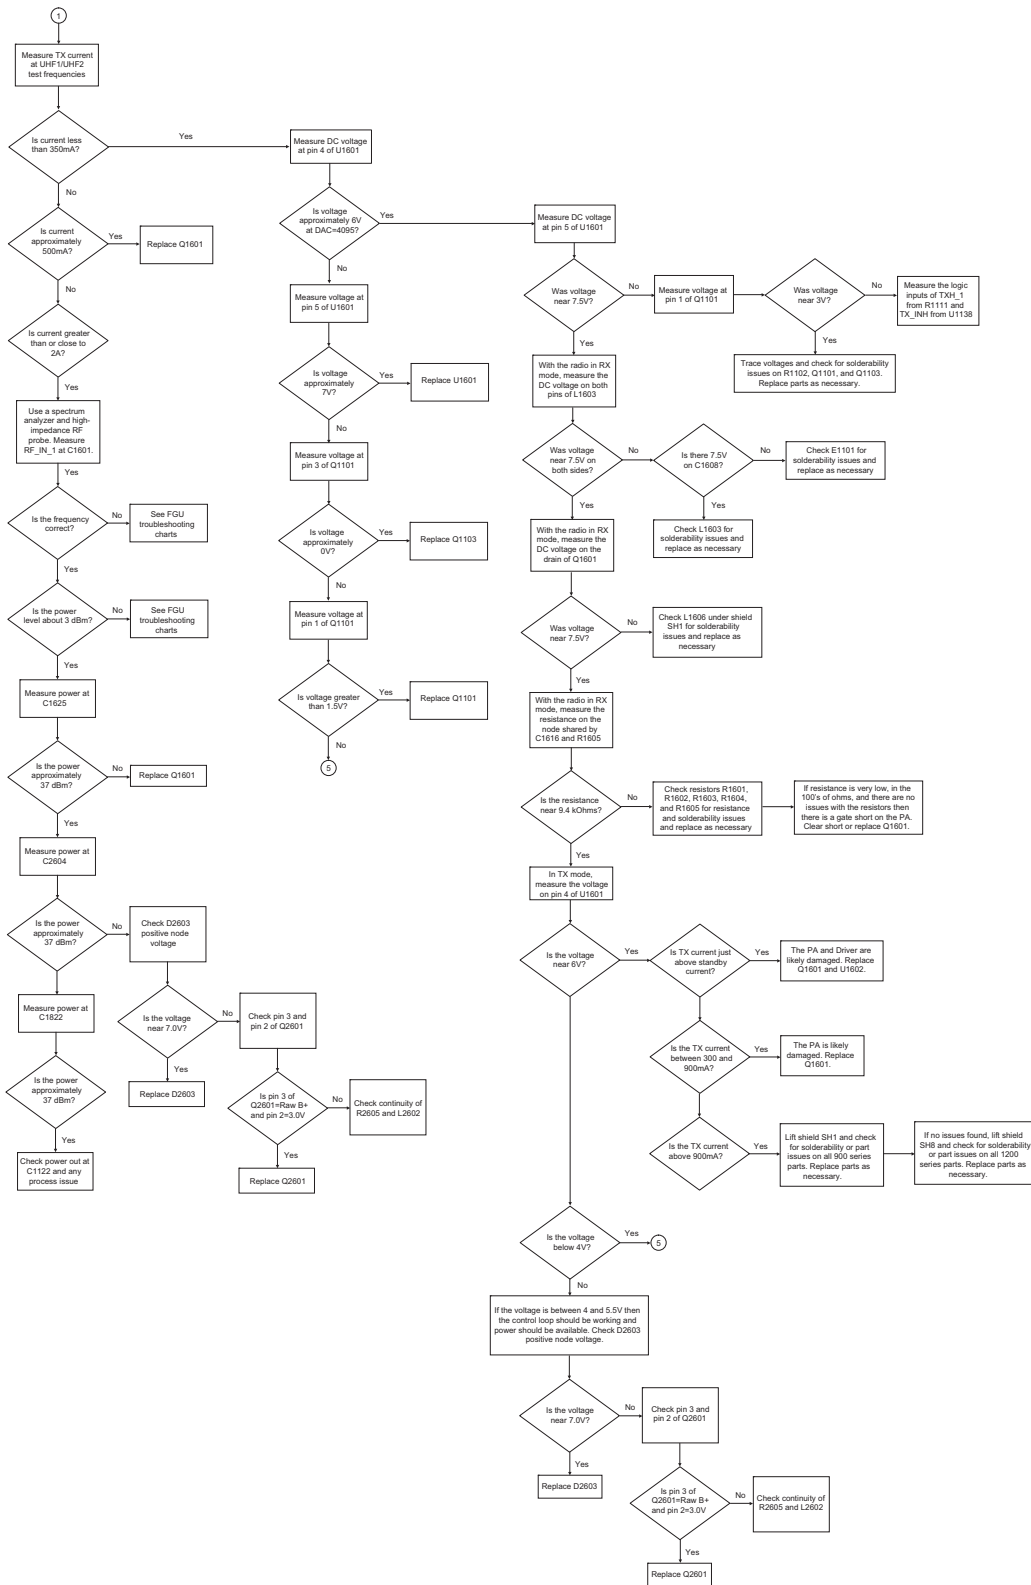 1
Measure TX current
at UHF1/UHF2
test frequencies
Is current less
than 350mA?
Yes
No
Is current
approximately
500mA?
Yes
Replace Q1601
No
Is current greater
than or close to
2A?
Yes
Use a spectrum
analyzer and high-
impedance RF
probe. Measure
RF_IN_1 at C1601.
Yes
Is the frequency
correct?
No
See FGU
troubleshooting
charts
Yes
Is the power
level about 3 dBm?
No
See FGU
troubleshooting
charts
Yes
Measure power at
C1625
Is the power
approximately
37 dBm?
No
Replace Q1601
Yes
Measure power at
C2604
Is the power
approximately
37 dBm?
No
Check D2603
positive node
voltage
Yes
Measure power at
C1822
Is the power
approximately
37 dBm?
Yes
Check power out at
C1122 and any
process issue
Is the voltage
near 7.0V?
No
Check pin 3 and
pin 2 of Q2601
Yes
Replace D2603
Is pin 3 of
Q2601=Raw B+
and pin 2=3.0V
No
Check continuity of
R2605 and L2602
Yes
Replace Q2601
Measure DC voltage
at pin 4 of U1601
Is voltage
approximately 6V
at DAC=4095?
Yes
No
Measure voltage at
pin 5 of U1601
Is voltage
approximately
7V?
Yes
Replace U1601
No
Measure voltage at
pin 3 of Q1101
Is voltage
approximately
0V?
Yes
Replace Q1103
No
Measure voltage at
pin 1 of Q1101
Is voltage greater
than 1.5V?
Yes
Replace Q1101
No
5
Measure DC voltage
at pin 5 of U1601
Was voltage
near 7.5V?
No
Measure voltage at
pin 1 of Q1101
Was voltage
near 3V?
No
Measure the logic
inputs of TXH_1
from R1111 and
TX_INH from U1138
Yes
Trace voltages and check for solderability
issues on R1102, Q1101, and Q1103.
Replace parts as necessary.
Yes
With the radio in RX
mode, measure the
DC voltage on both
pins of L1603
Was voltage
near 7.5V on
both sides?
No
Is there 7.5V
on C1608?
No
Check E1101 for
solderability issues and
replace as necessary
Yes
Check L1603 for
solderability issues and
replace as necessary
Yes
With the radio in RX
mode, measure the
DC voltage on the
drain of Q1601
Was voltage
near 7.5V?
No
Check L1606 under shield
SH1 for solderability
issues and replace as
necessary
Yes
With the radio in RX
mode, measure the
resistance on the
node shared by
C1616 and R1605
Is the resistance
near 9.4 kOhms?
No
Check resistors R1601,
R1602, R1603, R1604,
and R1605 for resistance
and solderability issues
and replace as necessary
If resistance is very low, in the
100's of ohms, and there are no
issues with the resistors then
there is a gate short on the PA.
Clear short or replace Q1601.
Yes
In TX mode,
measure the voltage
on pin 4 of U1601
Is the voltage
near 6V?
Yes
Is TX current just
above standby
current?
Yes
The PA and Driver are
likely damaged. Replace
Q1601 and U1602.
Is the TX current
between 300 and
900mA?
Yes
The PA is likely
damaged. Replace
Q1601.
Is the TX current
above 900mA?
Yes
Lift shield SH1 and check
for solderability or part
issues on all 900 series
parts. Replace parts as
necessary.
If no issues found, lift shield
SH8 and check for solderability
or part issues on all 1200
series parts. Replace parts as
necessary.
Is the voltage
below 4V?
Yes
5
No
If the voltage is between 4 and 5.5V then
the control loop should be working and
power should be available. Check D2603
positive node voltage.
Is the voltage
near 7.0V?
No
Check pin 3 and
pin 2 of Q2601
Yes
Replace D2603
Is pin 3 of
Q2601=Raw B+
and pin 2=3.0V
No
Check continuity of
R2605 and L2602
Yes
Replace Q2601